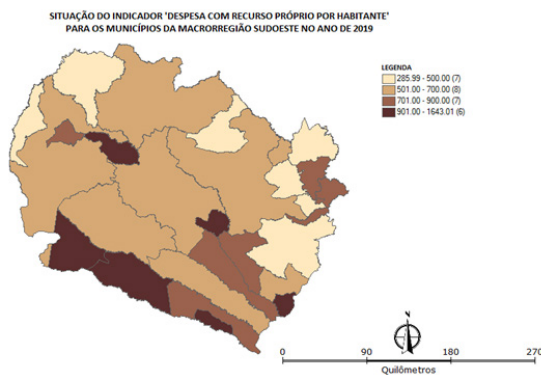 SITUAÇÃO DO INDICADOR 'DESPESA COM RECURSO PRÓPRIO POR HABITANTE'
PARA OS MUNICÍPIOS DA MACRORREGIÃO SUDOESTE NO ANO DE 2019
LEGENDA
285.99 - 500.00 (7)
501.00 - 700.00 (8)
701.00 - 900.00 (7)
901.00 - 1643.01 (6)
N
0 90 180 270
Quilômetros